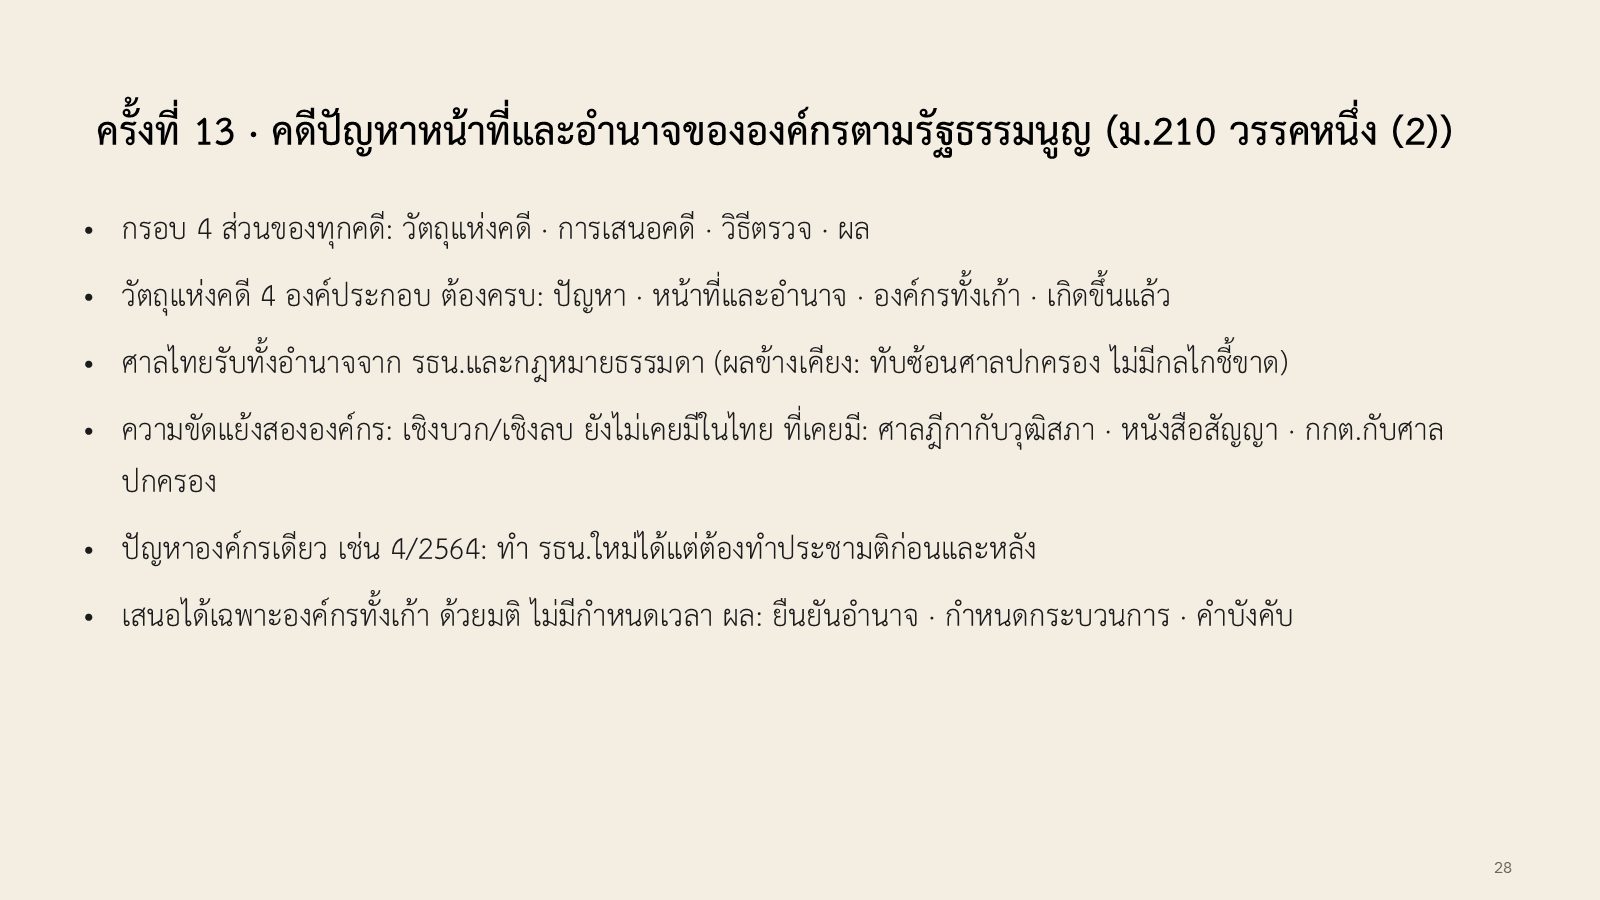 ครั้งที่ 13 · คดีปัญหาหน้าที่และอำนาจขององค์กรตามรัฐธรรมนูญ (ม.210 วรรคหนึ่ง (2))
• กรอบ 4 ส่วนของทุกคดี: วัตถุแห่งคดี · การเสนอคดี · วิธีตรวจ · ผล
• วัตถุแห่งคดี 4 องค์ประกอบ ต้องครบ: ปัญหา · หน้าที่และอำนาจ · องค์กรทั้งเก้า · เกิดขึ้นแล้ว
• ศาลไทยรับทั้งอำนาจจาก รธน.และกฎหมายธรรมดา (ผลข้างเคียง: ทับซ้อนศาลปกครอง ไม่มีกลไกชี้ขาด)
• ความขัดแย้งสององค์กร: เชิงบวก/เชิงลบ ยังไม่เคยมีในไทย ที่เคยมี: ศาลฎีกากับวุฒิสภา · หนังสือสัญญา · กกต.กับศาล
ปกครอง
• ปัญหาองค์กรเดียว เช่น 4/2564: ทำ รธน.ใหม่ได้แต่ต้องทำประชามติก่อนและหลัง
• เสนอได้เฉพาะองค์กรทั้งเก้า ด้วยมติ ไม่มีกำหนดเวลา ผล: ยืนยันอำนาจ · กำหนดกระบวนการ · คำบังคับ
28